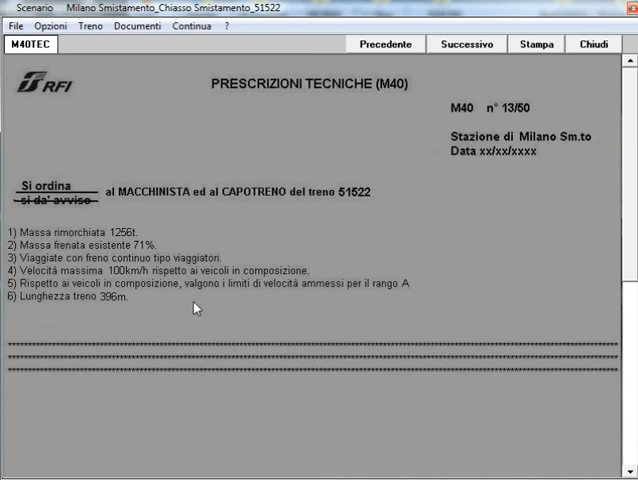 Scenario Milano Smistamento_Chiasso Smistamento_51522
File Opzioni Treno Documenti Continua ?
M40TEC Precedente Successivo Stampa Chiudi
RFI
PRESCRIZIONI TECNICHE (M40)
M40 n° 13/50
Stazione di Milano Sm.to
Data xx/xx/xxxx
Si ordina
si da' avviso
al MACCHINISTA ed al CAPOTRENO del treno 51522
1) Massa rimorchiata 1256t.
2) Massa frenata esistente 71%.
3) Viaggiate con freno continuo tipo viaggiatori.
4) Velocità massima 100km/h rispetto ai veicoli in composizione.
5) Rispetto ai veicoli in composizione, valgono i limiti di velocità ammessi per il rango A
6) Lunghezza treno 396m.